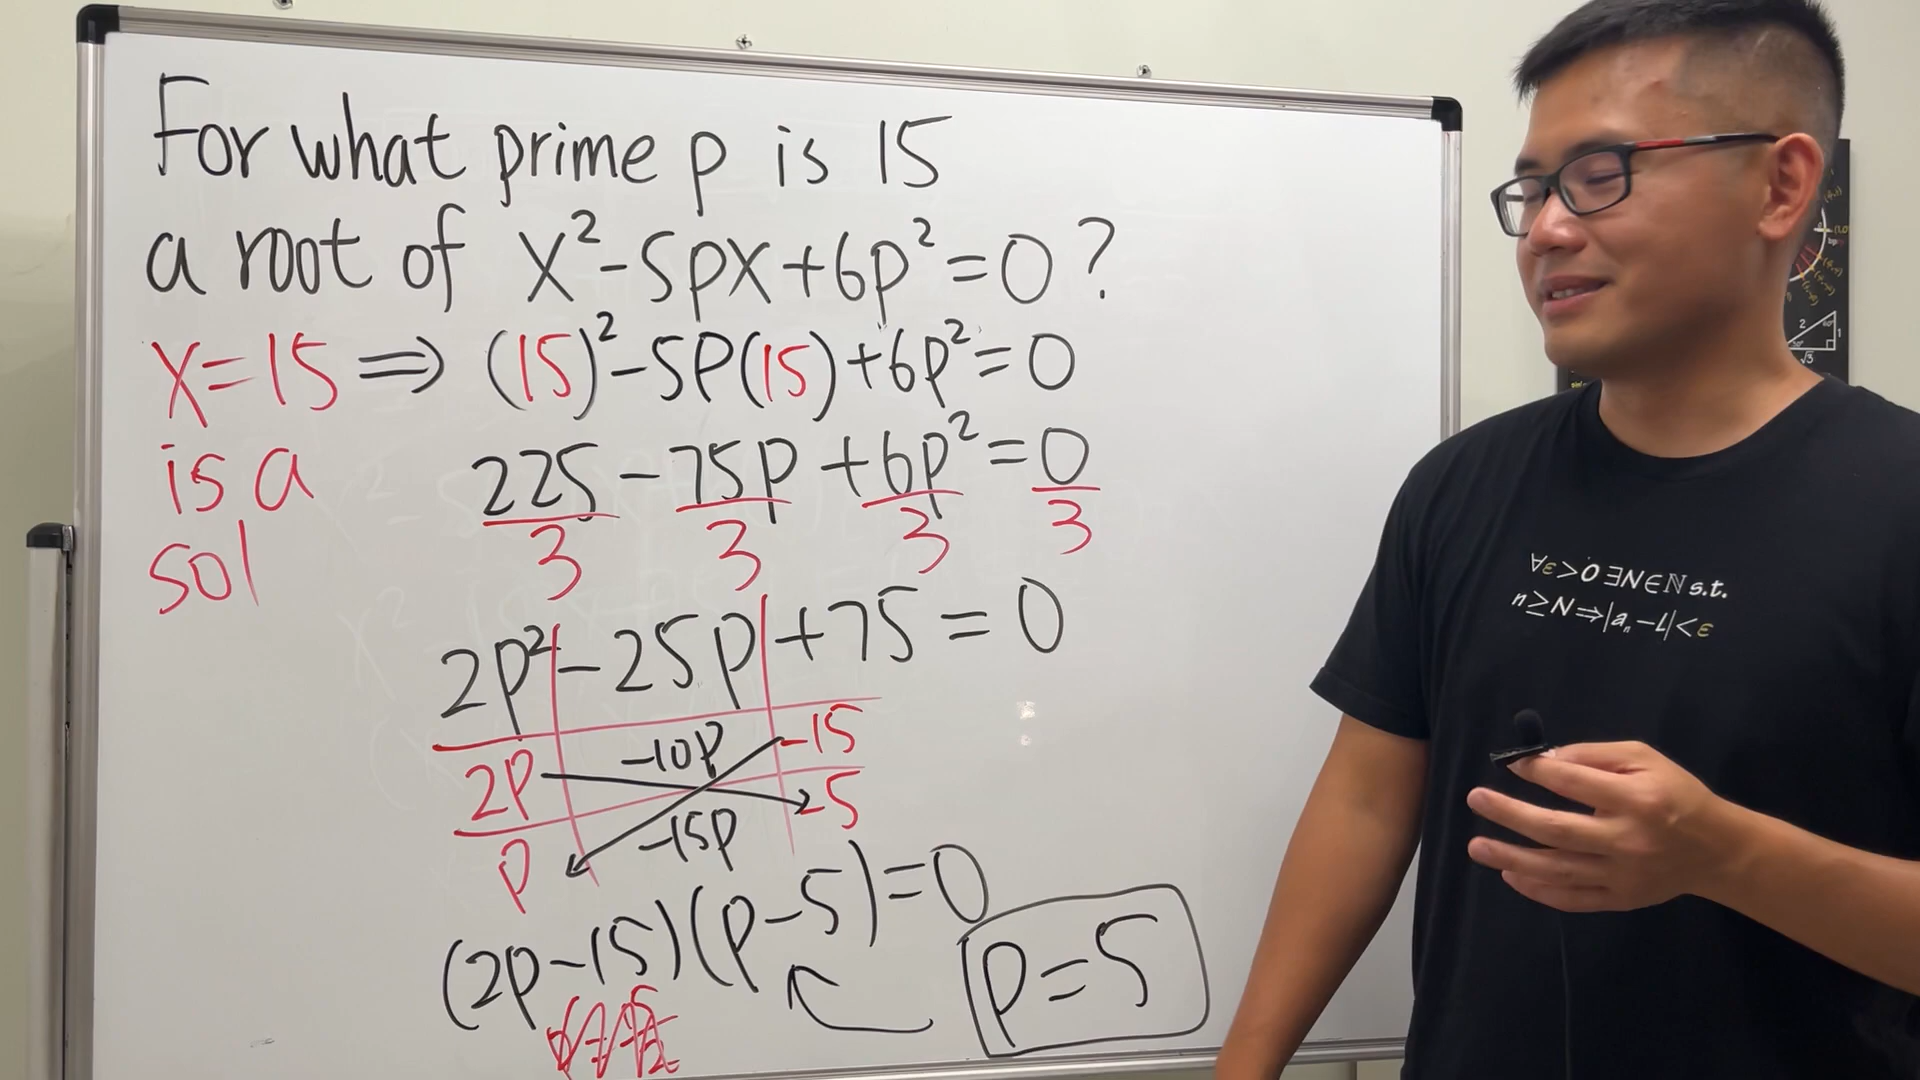 For what prime p is 15
a root of x²-5px+6p²=0?
x=15 ⇒ (15)²-5p(15)+6p²=0
is a
sol
225/3 - 75p/3 + 6p²/3 = 0/3
2p² -25p +75 = 0
2p -10p -15
p -15p -5
(2p-15)(p-5)=0
p=5
∀ε>0 ∃N∈ℕ s.t.
n≥N⇒|aₙ-L|<ε